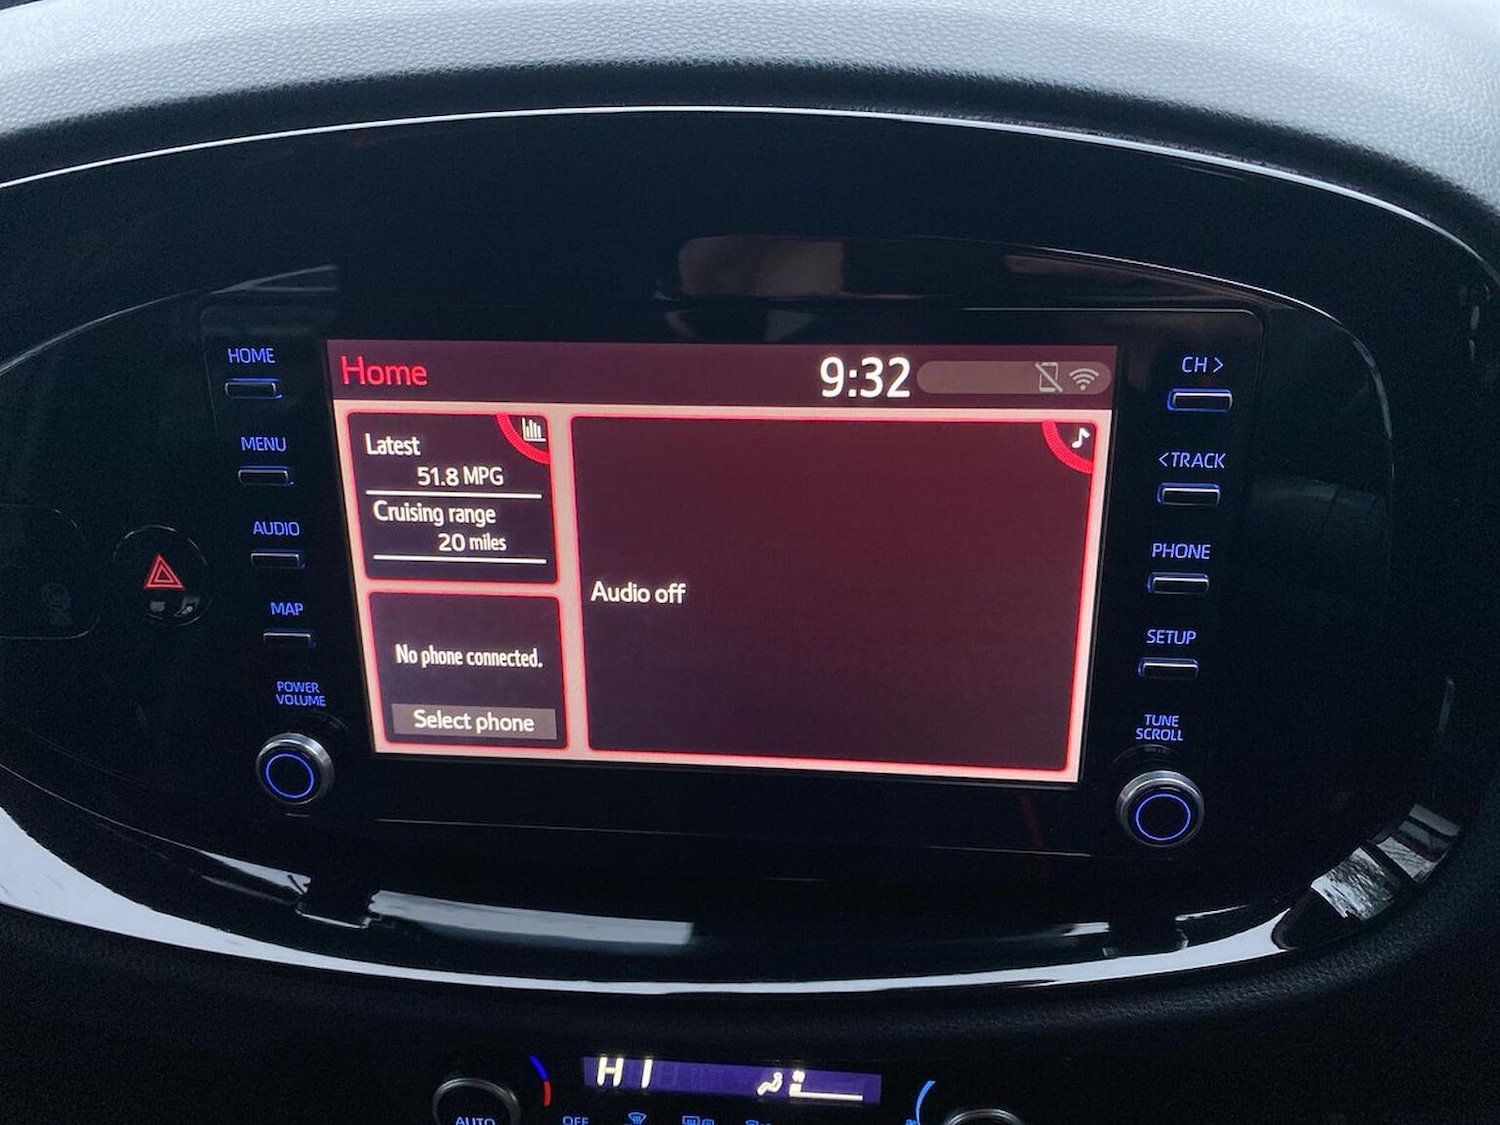 HOME
MENU
AUDIO
MAP
POWER
VOLUME
Home
9:32
Latest
51.8 MPG
Cruising range
20 miles
No phone connected.
Select phone
Audio off
CH >
<TRACK
PHONE
SETUP
TUNE
SCROLL
HI
AUTO
OFF